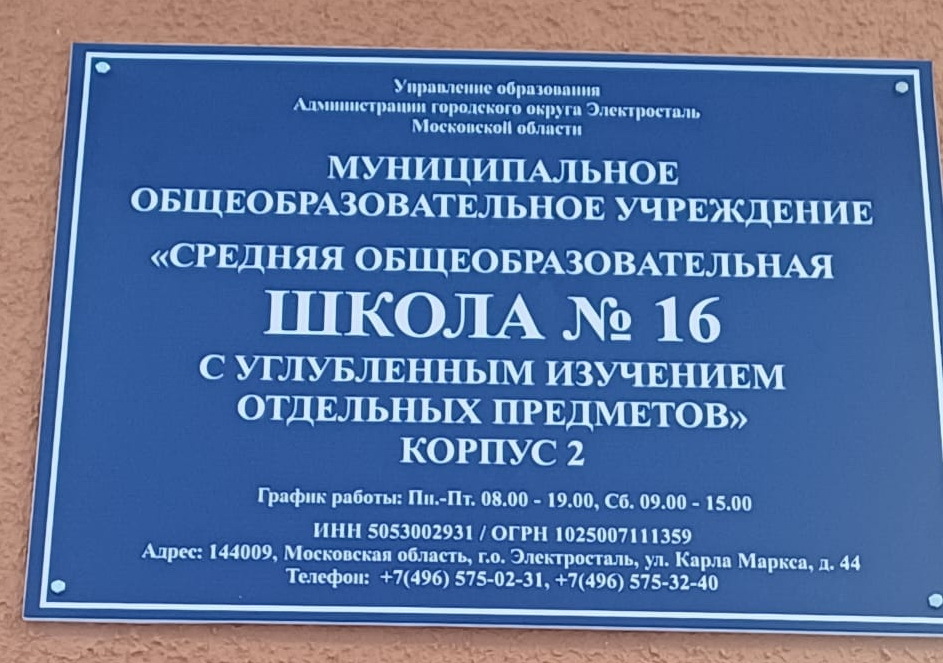 Управление образования
Администрации городского округа Электросталь
Московской области
МУНИЦИПАЛЬНОЕ
ОБЩЕОБРАЗОВАТЕЛЬНОЕ УЧРЕЖДЕНИЕ
«СРЕДНЯЯ ОБЩЕОБРАЗОВАТЕЛЬНАЯ
ШКОЛА № 16
С УГЛУБЛЕННЫМ ИЗУЧЕНИЕМ
ОТДЕЛЬНЫХ ПРЕДМЕТОВ»
КОРПУС 2
График работы: Пн.-Пт. 08.00 - 19.00, Сб. 09.00 - 15.00
ИНН 5053002931 / ОГРН 1025007111359
Адрес: 144009, Московская область, г.о. Электросталь, ул. Карла Маркса, д. 44
Телефон: +7(496) 575-02-31, +7(496) 575-32-40